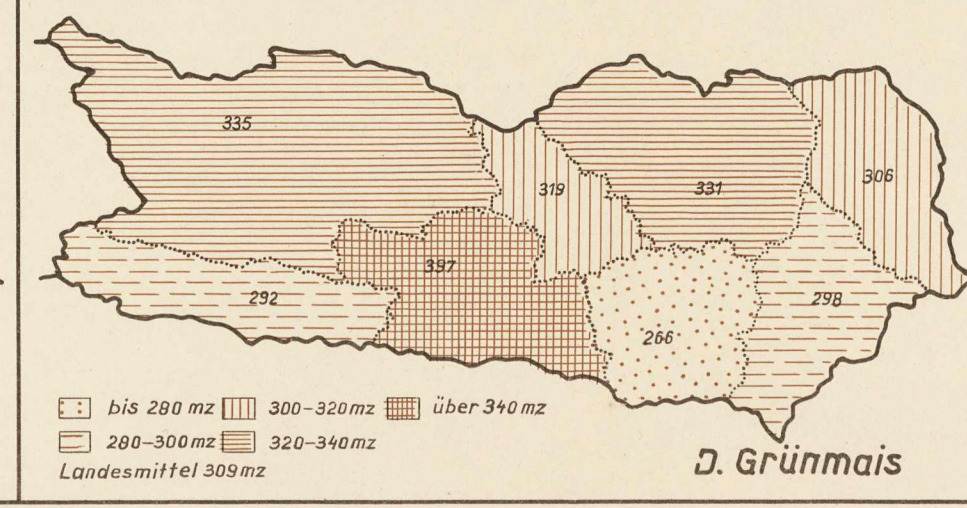 335
319
331
306
397
292
298
266
bis 280 mz 300–320 mz über 340 mz
280–300 mz 320–340 mz
Landesmittel 309 mz
D. Grünmais